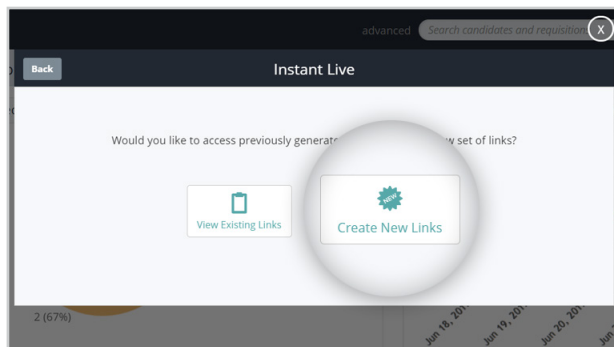 advanced Search candidates and requisitions X
Back Instant Live
Would you like to access previously w set of links?
NEW
View Existing Links Create New Links
2 (67%)
Jun 18, 201 Jun 19, 201 Jun 20, 201